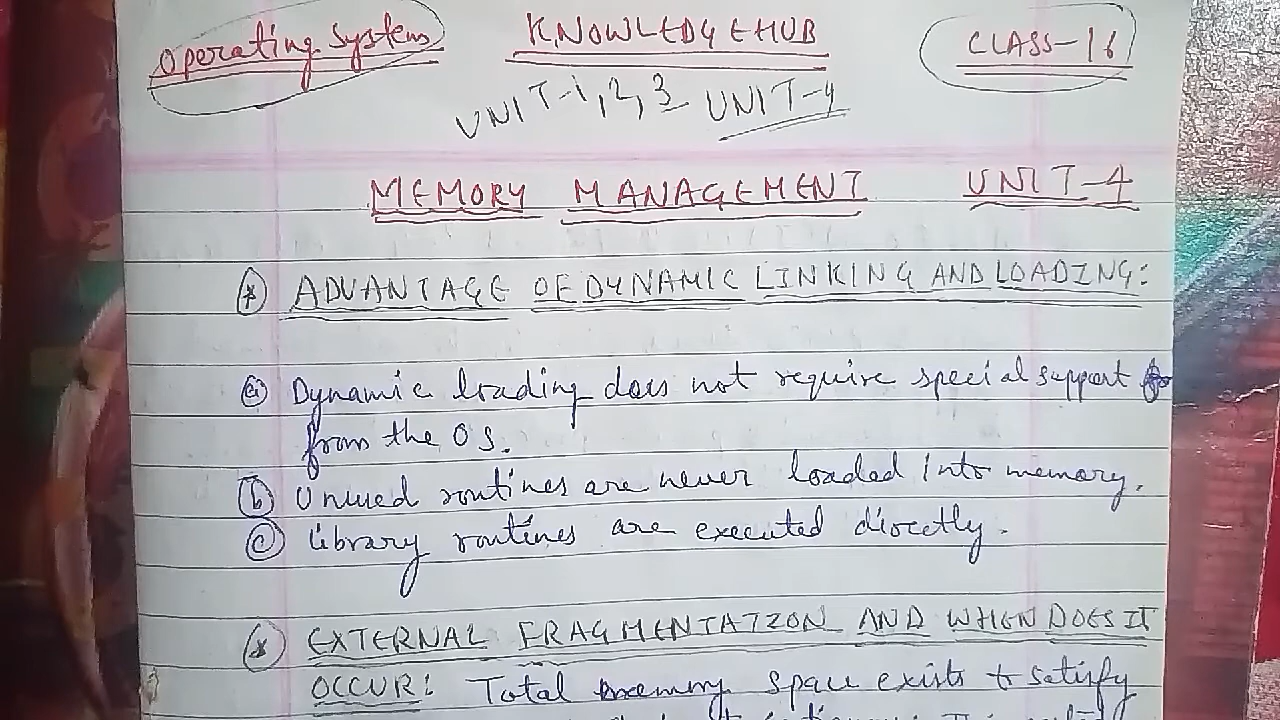 Operating System KNOWLEDGEHUB CLASS-16
UNIT-1,2,3 UNIT-4
MEMORY MANAGEMENT UNIT-4
(*) ADVANTAGE OF DYNAMIC LINKING AND LOADING:
(a) Dynamic loading does not require special support
from the OS.
(b) Unused routines are never loaded into memory.
(c) library routines are executed directly.
(*) EXTERNAL FRAGMENTATION AND WHEN DOES IT
OCCUR: Total memory space exists to satisfy